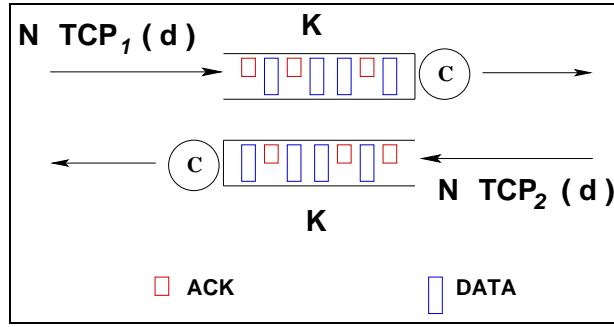 K
N TCP1 ( d )
C
C
N TCP2 ( d )
K
ACK
DATA